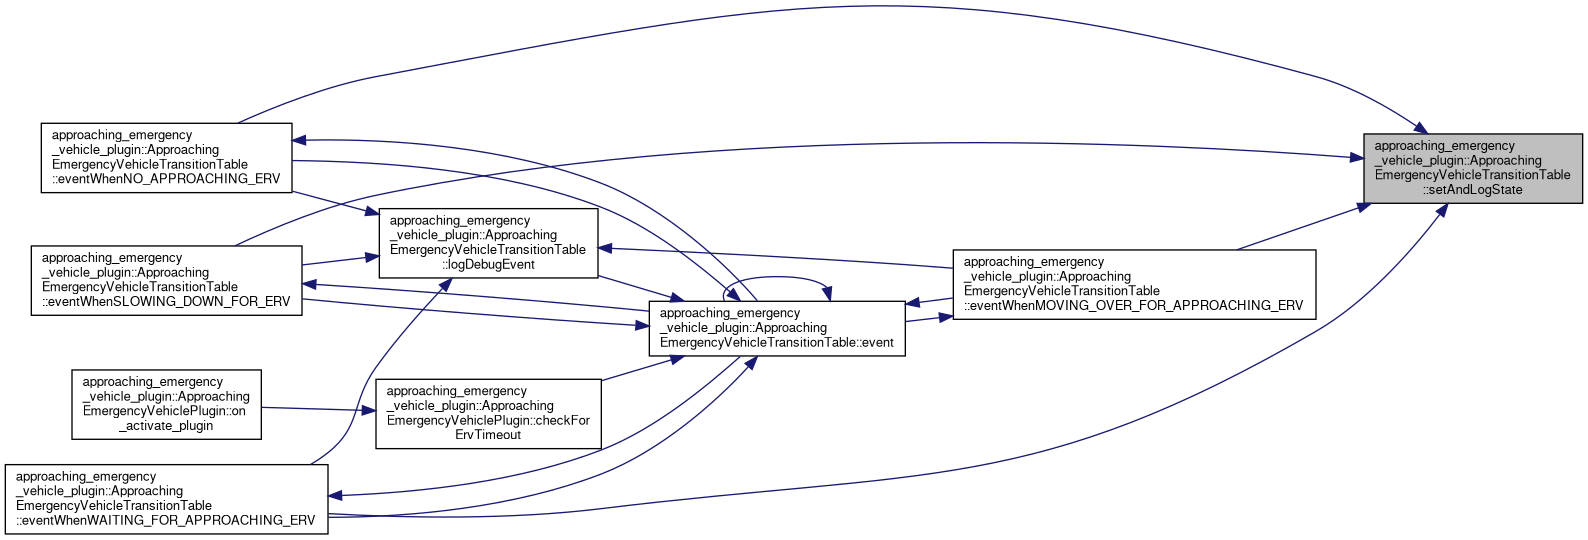 approaching_emergency
_vehicle_plugin::Approaching
EmergencyVehicleTransitionTable
::eventWhenNO_APPROACHING_ERV
approaching_emergency
_vehicle_plugin::Approaching
EmergencyVehicleTransitionTable
::setAndLogState
approaching_emergency
_vehicle_plugin::Approaching
EmergencyVehicleTransitionTable
::logDebugEvent
approaching_emergency
_vehicle_plugin::Approaching
EmergencyVehicleTransitionTable
::eventWhenSLOWING_DOWN_FOR_ERV
approaching_emergency
_vehicle_plugin::Approaching
EmergencyVehicleTransitionTable
::eventWhenMOVING_OVER_FOR_APPROACHING_ERV
approaching_emergency
_vehicle_plugin::Approaching
EmergencyVehicleTransitionTable::event
approaching_emergency
_vehicle_plugin::Approaching
EmergencyVehiclePlugin::on
_activate_plugin
approaching_emergency
_vehicle_plugin::Approaching
EmergencyVehiclePlugin::checkFor
ErvTimeout
approaching_emergency
_vehicle_plugin::Approaching
EmergencyVehicleTransitionTable
::eventWhenWAITING_FOR_APPROACHING_ERV